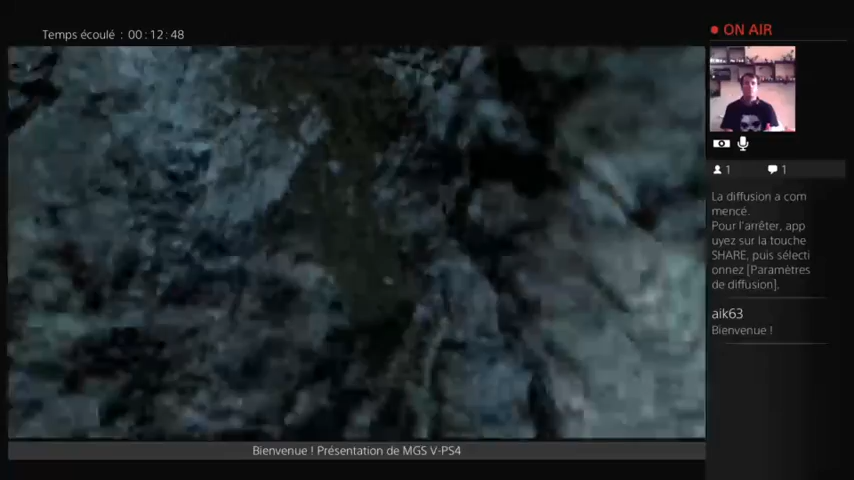 Temps écoulé : 00:12:48
ON AIR
1
1
La diffusion a com
mencé.
Pour l'arrêter, app
uyez sur la touche
SHARE, puis sélecti
onnez [Paramètres
de diffusion].
aik63
Bienvenue !
Bienvenue ! Présentation de MGS V-PS4